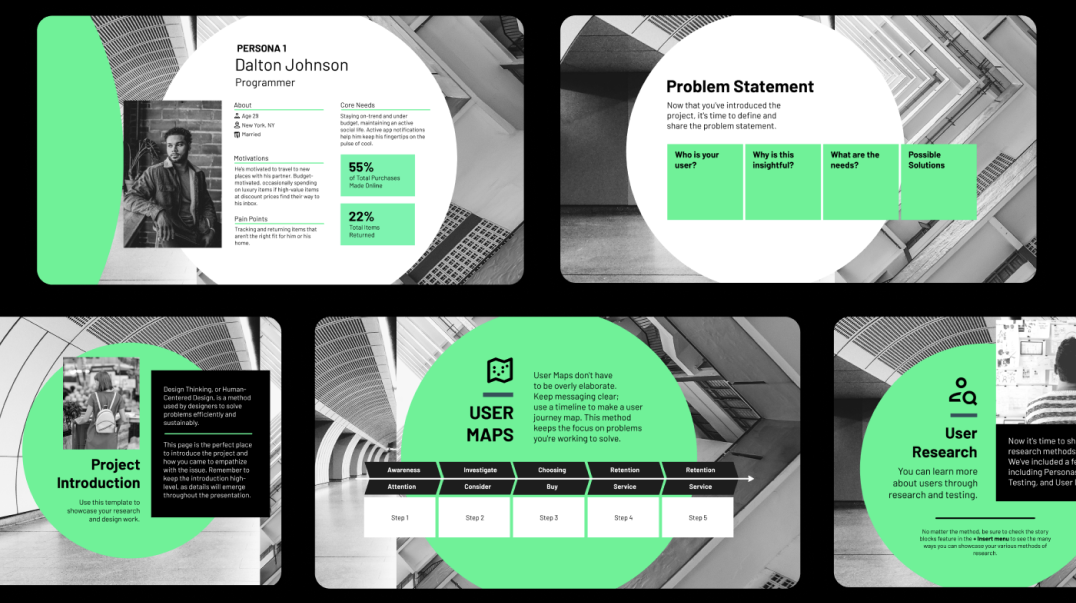 PERSONA 1
Dalton Johnson
Programmer
About
Age 29
New York, NY
Married
Motivations
He's motivated to travel to new
places with his partner. Budget-
motivated, occasionally spending
on luxury items if high-value items
at discount prices find their way to
his inbox.
Pain Points
Tracking and returning items that
aren't the right fit for him or his
home.
Core Needs
Staying on-trend and under
budget, maintaining an active
social life. Active app notifications
help him keep his fingertips on the
pulse of cool.
55%
of Total Purchases
Made Online
22%
Total Items
Returned
Problem Statement
Now that you've introduced the
project, it's time to define and
share the problem statement.
Who is your
user?
Why is this
insightful?
What are the
needs?
Possible
Solutions
Project
Introduction
Use this template to
showcase your research
and design work.
Design Thinking, or Human-
Centered Design, is a method
used by designers to solve
problems efficiently and
sustainably.
This page is the perfect place
to introduce the project and
how you came to empathize
with the issue. Remember to
keep the introduction high-
level, as details will emerge
throughout the presentation.
USER
MAPS
User Maps don't have
to be overly elaborate.
Keep messaging clear;
use a timeline to make a user
journey map. This method
keeps the focus on problems
you're working to solve.
Awareness Investigate Choosing Retention Retention
Attention Consider Buy Service Service
Step 1 Step 2 Step 3 Step 4 Step 5
User
Research
You can learn more
about users through
research and testing.
Now it's time to sh
research methods
We've included a fe
including Persona
Testing, and User
No matter the method, be sure to check the story
blocks feature in the + Insert menu to see the many
ways you can showcase your various methods of
research.